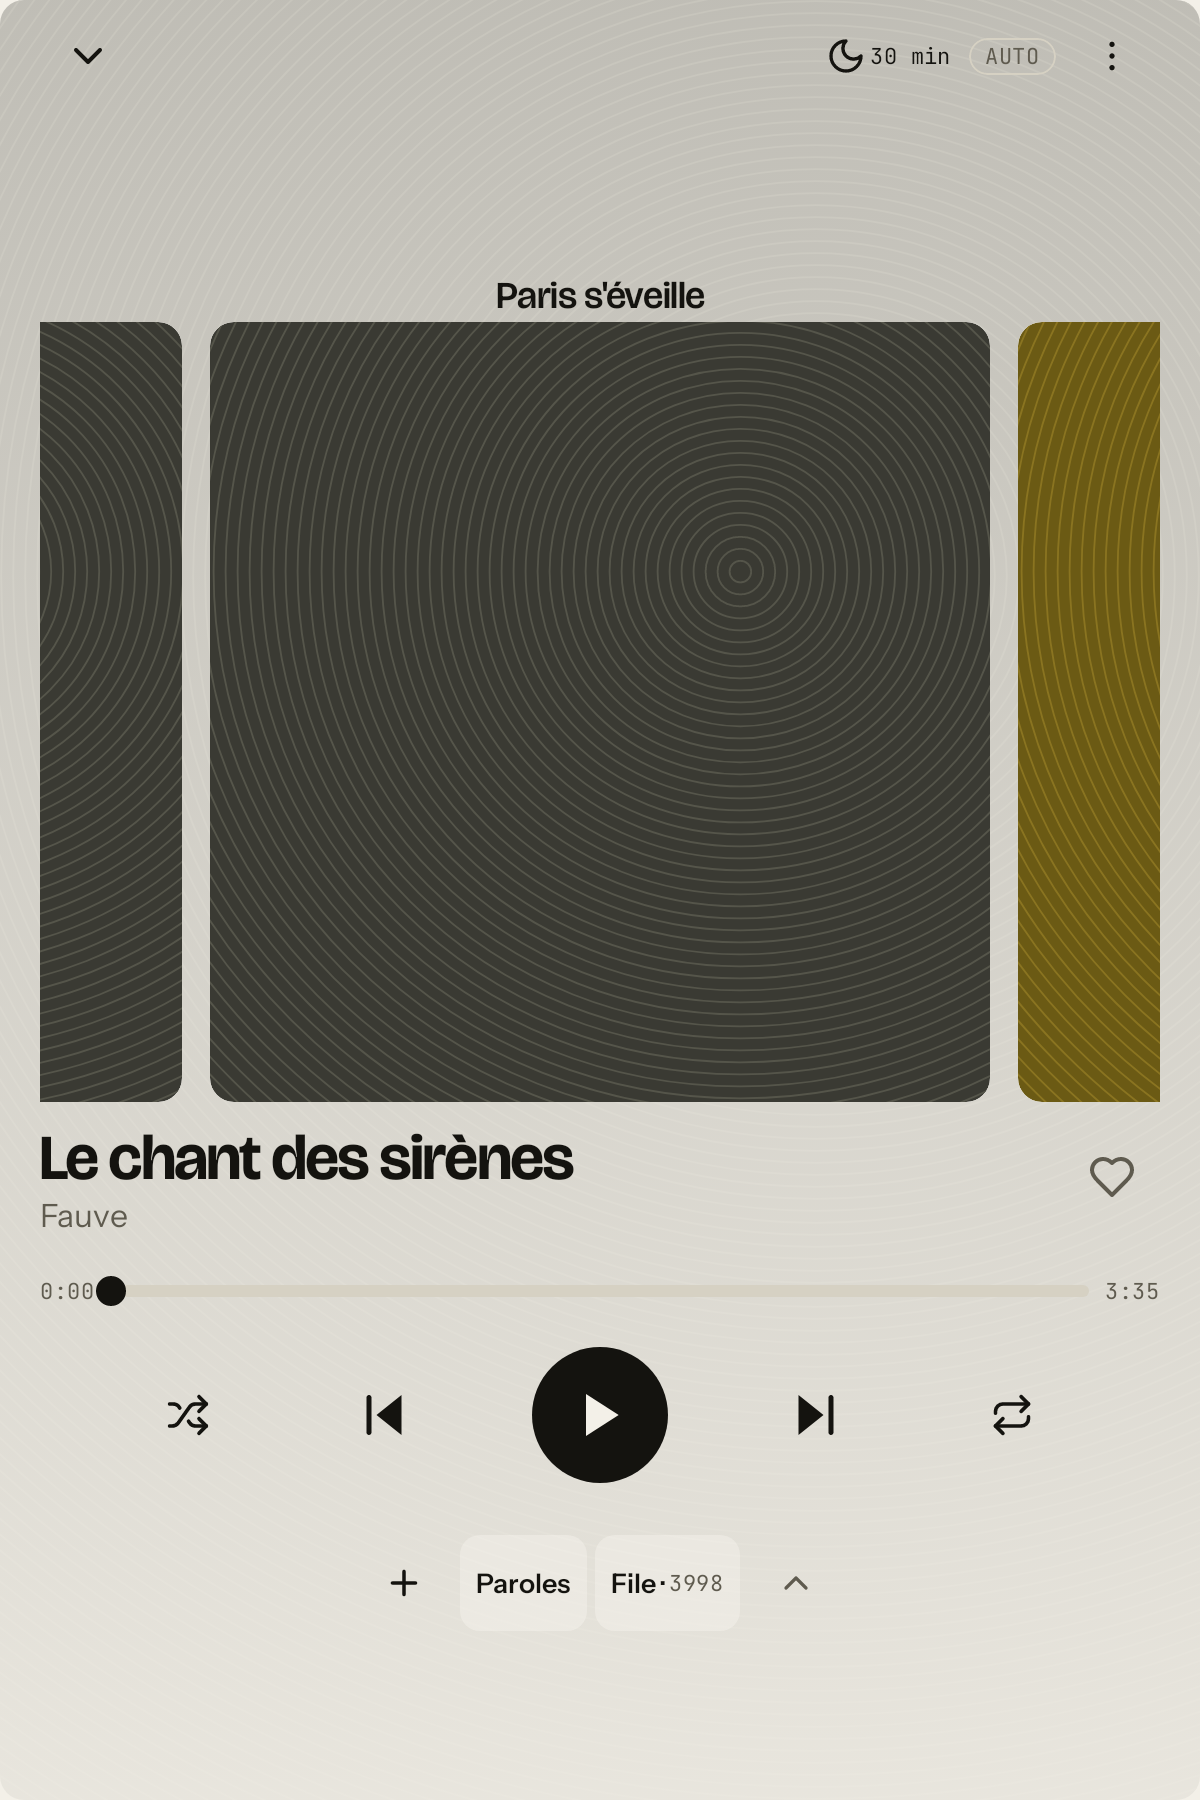 30 min AUTO
Paris s'éveille
Le chant des sirènes
Fauve
0:00 3:35
Paroles File·3998